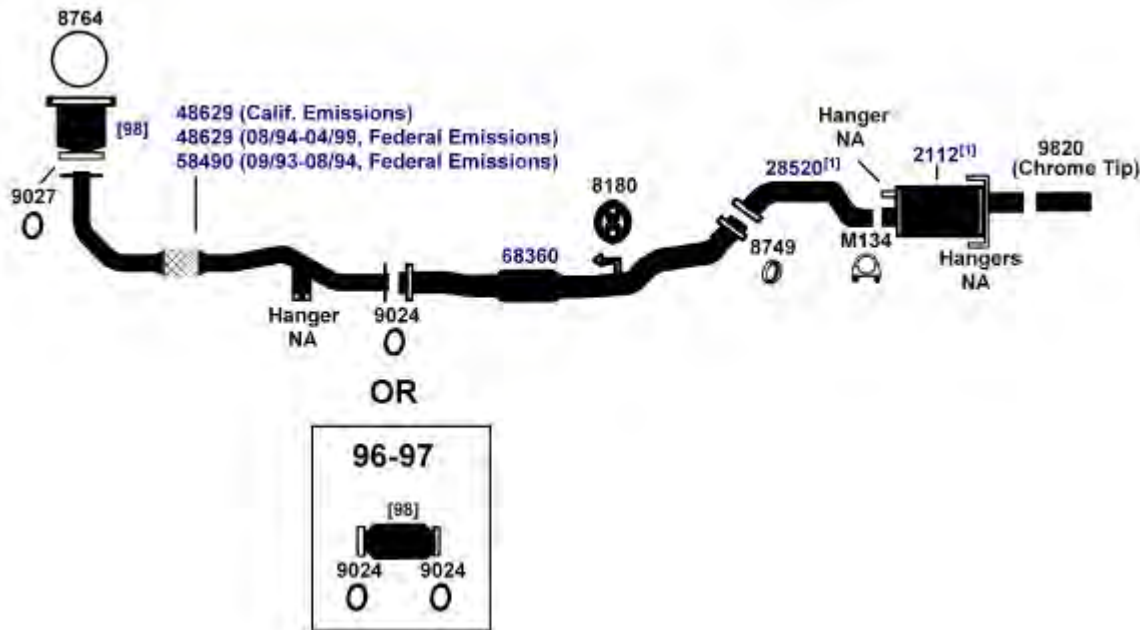 8764
[98]
48629 (Calif. Emissions)
48629 (08/94-04/99, Federal Emissions)
58490 (09/93-08/94, Federal Emissions)
9027
Hanger
NA
9024
68360
8180
8749
28520[1]
M134
Hanger
NA
2112[1]
Hangers
NA
9820
(Chrome Tip)
OR
96-97
[98]
9024 9024